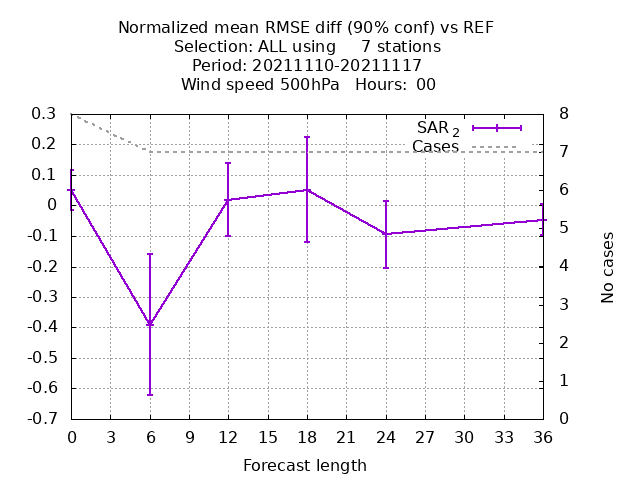 Normalized mean RMSE diff (90% conf) vs REF
Selection: ALL using 7 stations
Period: 20211110-20211117
Wind speed 500hPa Hours: 00
SAR 2
Cases
0.3
0.2
0.1
0
-0.1
-0.2
-0.3
-0.4
-0.5
-0.6
-0.7
8
7
6
5
4
3
2
1
0
No cases
0 3 6 9 12 15 18 21 24 27 30 33 36
Forecast length